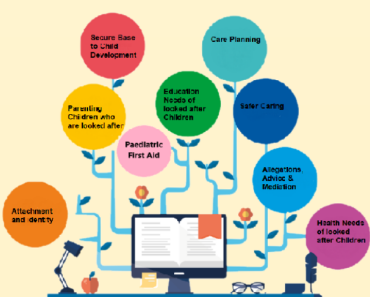 Secure Base
to Child
Development
Care Planning
Parenting
Children who
are looked after
Education
Needs of
looked after
Children
Safer Caring
Paediatric
First Aid
Allegations,
Advice &
Mediation
Attachment
and Identity
Health Needs
of looked
after Children